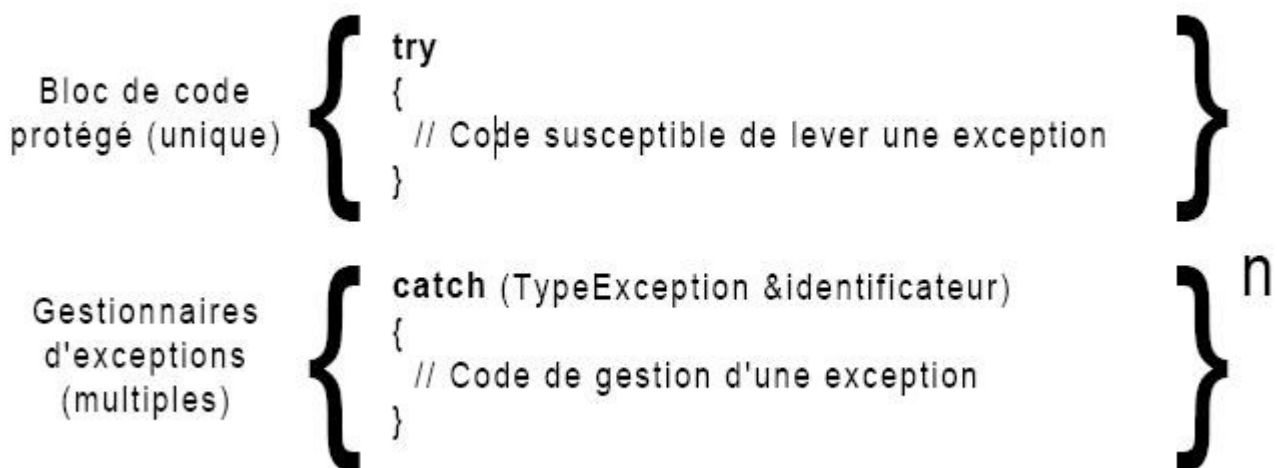 Bloc de code
protégé (unique)
try
{
// Code susceptible de lever une exception
}
Gestionnaires
d'exceptions
(multiples)
catch (TypeException &identificateur)
{
// Code de gestion d'une exception
}
n